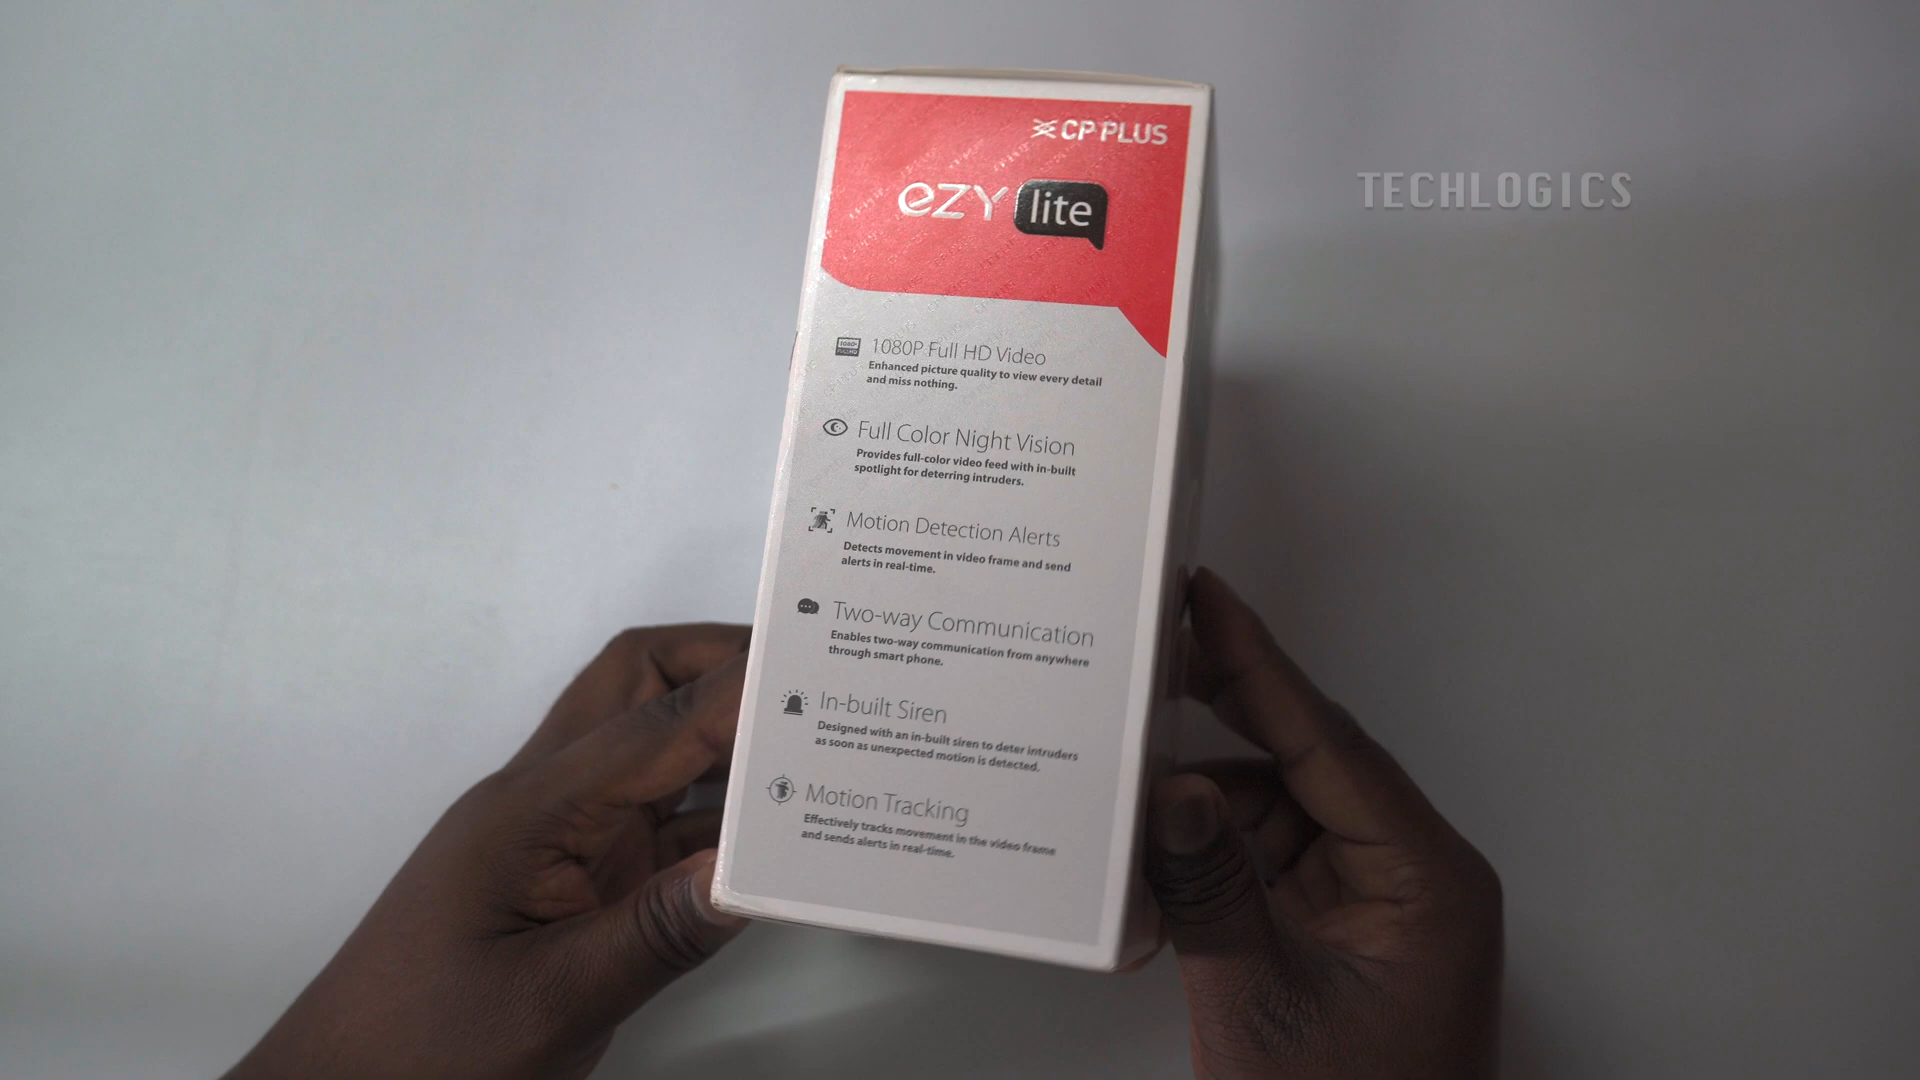 CP PLUS
TECHLOGICS
ezy lite
1080P Full HD Video
Enhanced picture quality to view every detail
and miss nothing.
Full Color Night Vision
Provides full-color video feed with in-built
spotlight for deterring intruders.
Motion Detection Alerts
Detects movement in video frame and send
alerts in real-time.
Two-way Communication
Enables two-way communication from anywhere
through smart phone.
In-built Siren
Designed with an in-built siren to deter intruders
as soon as unexpected motion is detected.
Motion Tracking
Effectively tracks movement in the video frame
and sends alerts in real-time.